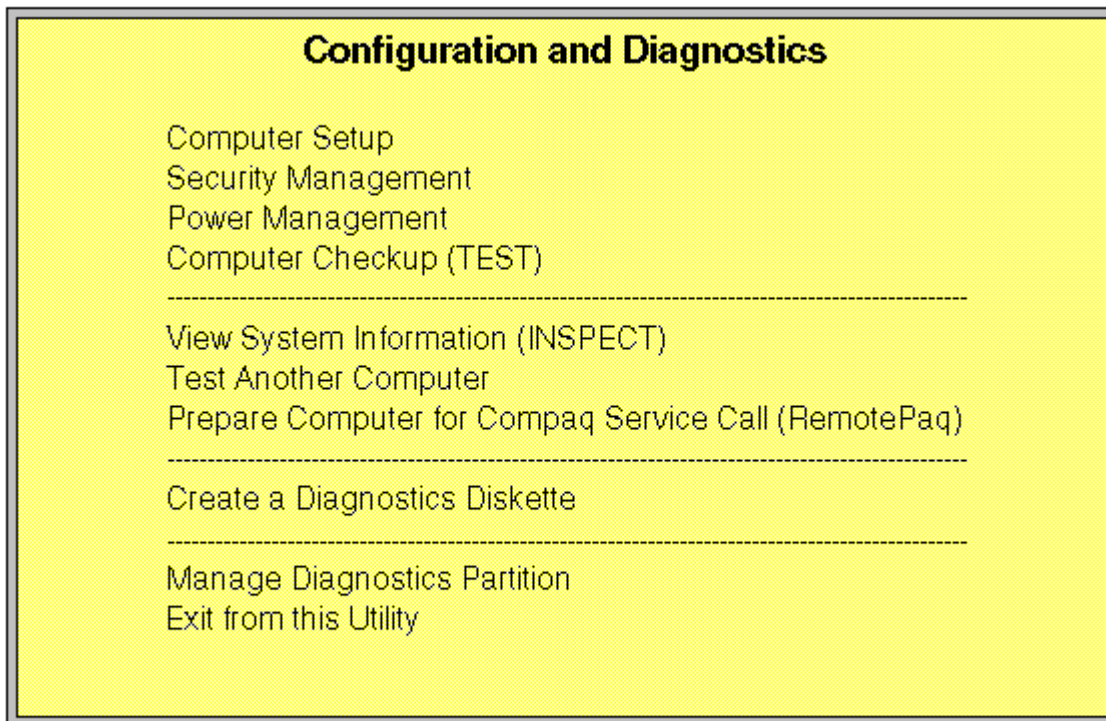 Configuration and Diagnostics
Computer Setup
Security Management
Power Management
Computer Checkup (TEST)
View System Information (INSPECT)
Test Another Computer
Prepare Computer for Compaq Service Call (RemotePaq)
Create a Diagnostics Diskette
Manage Diagnostics Partition
Exit from this Utility